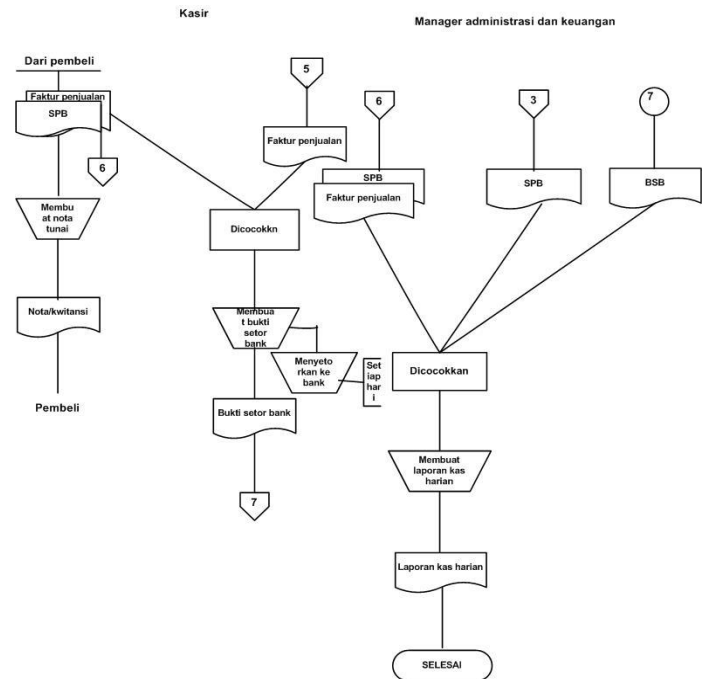 Kasir
Manager administrasi dan keuangan
Dari pembeli
Faktur penjualan
SPB
6
Membu
at nota
tunai
Nota/kwitansi
Pembeli
5
Faktur penjualan
Dicocokkn
Membua
t bukti
setor
bank
Menyeto
rkan ke
bank
Set
iap
har
i
Bukti setor bank
7
6
SPB
Faktur penjualan
3
SPB
7
BSB
Dicocokkan
Membuat
laporan kas
harian
Laporan kas harian
SELESAI